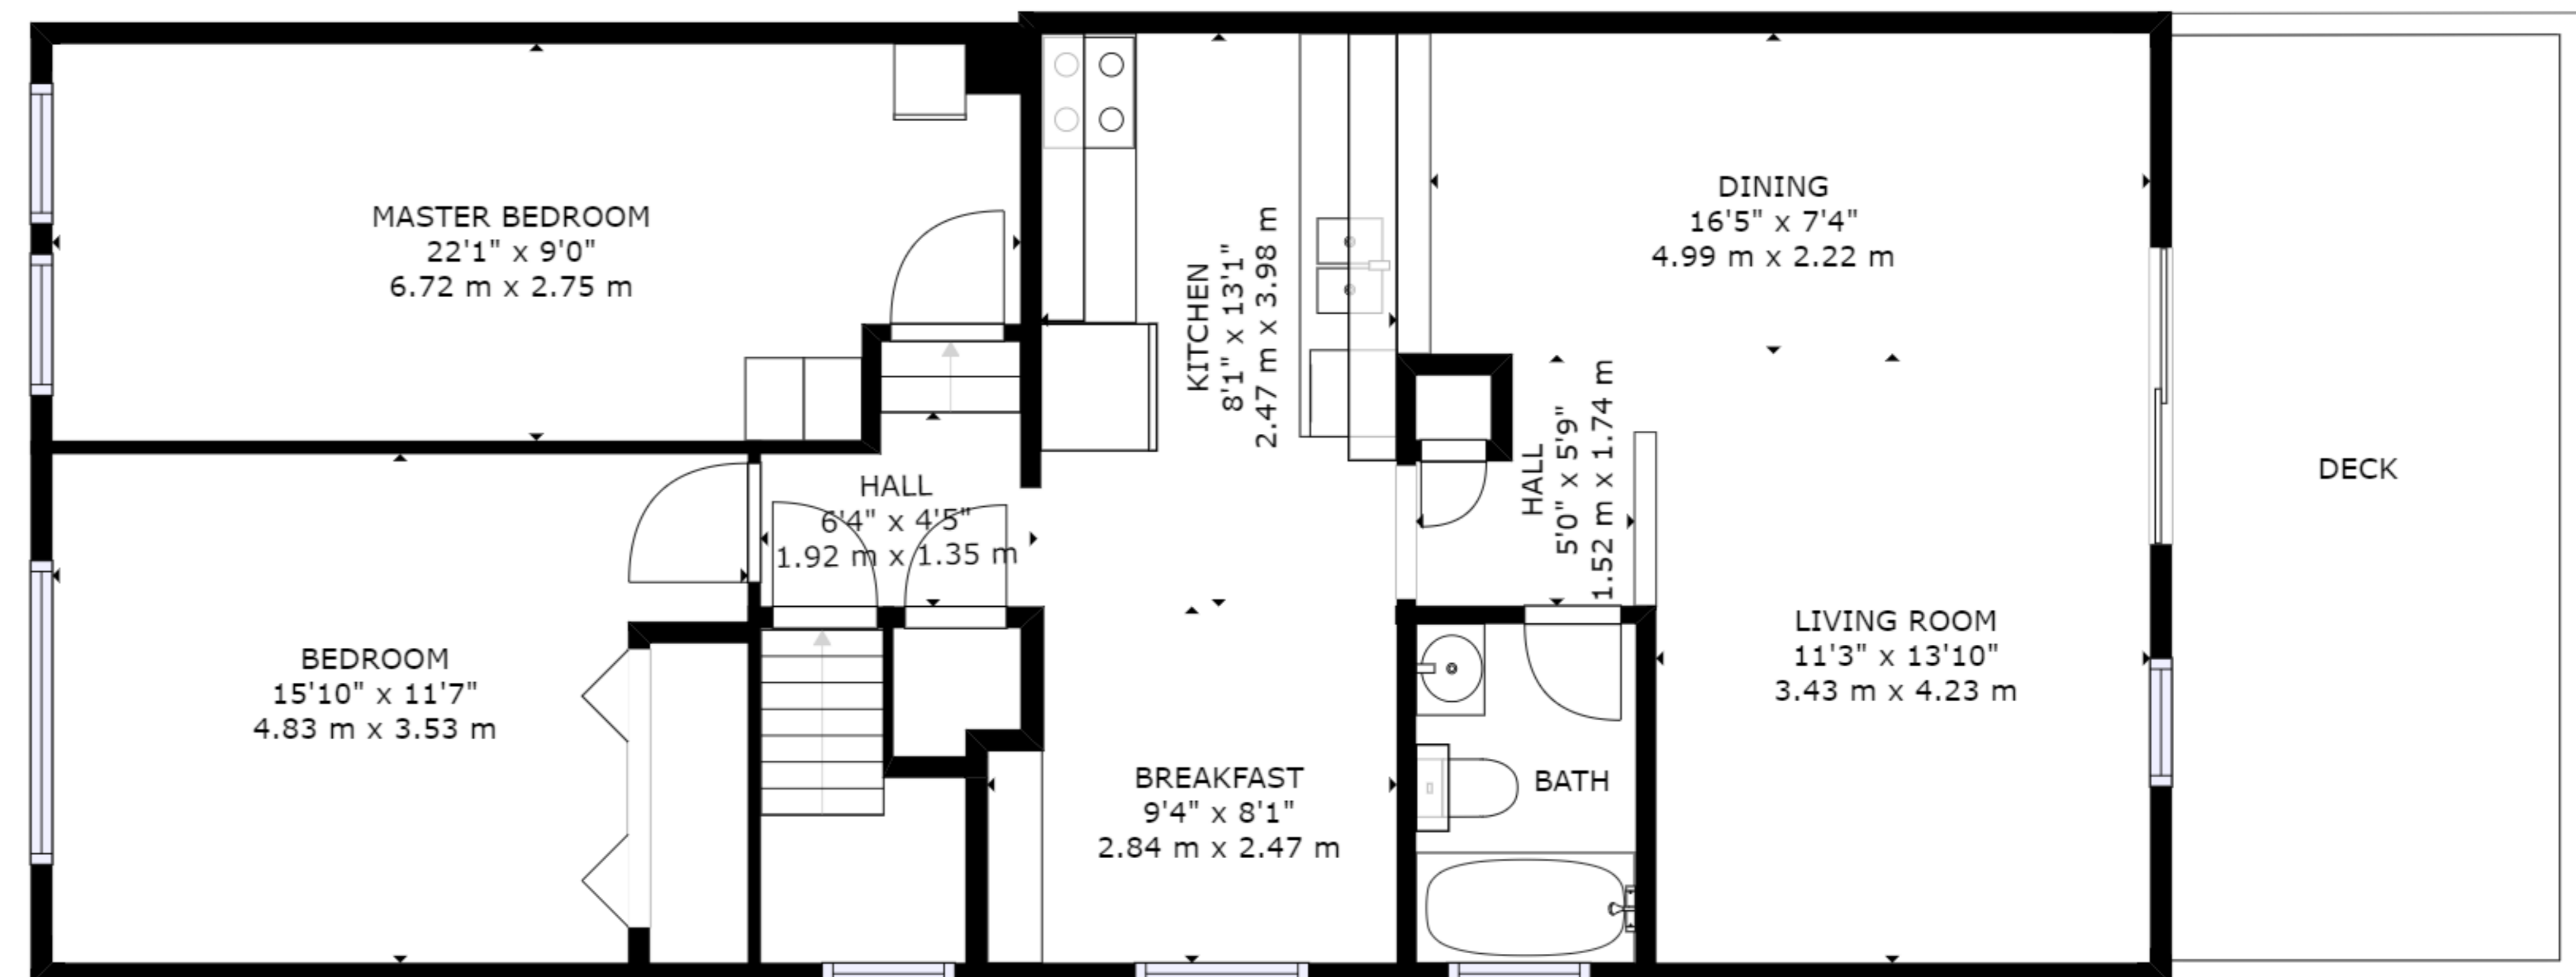 MASTER BEDROOM
22'1" x 9'0"
6.72 m x 2.75 m
KITCHEN
8'1" x 13'1"
2.47 m x 3.98 m
DINING
16'5" x 7'4"
4.99 m x 2.22 m
HALL
6'4" x 4'5"
1.92 m x 1.35 m
HALL
5'0" x 5'9"
1.52 m x 1.74 m
DECK
BEDROOM
15'10" x 11'7"
4.83 m x 3.53 m
BREAKFAST
9'4" x 8'1"
2.84 m x 2.47 m
BATH
LIVING ROOM
11'3" x 13'10"
3.43 m x 4.23 m